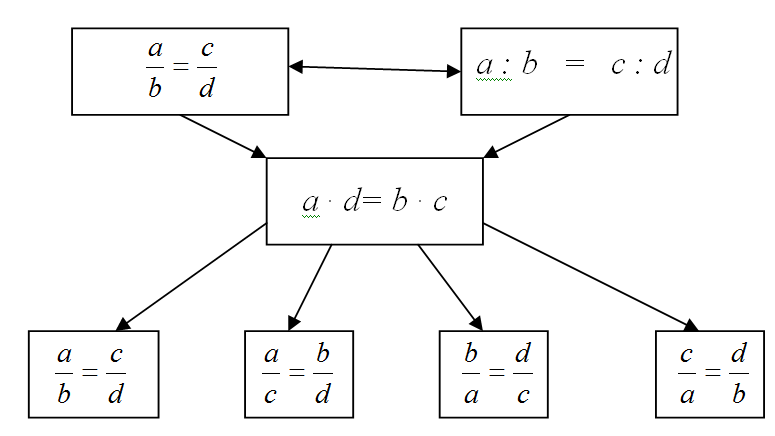 a/b = c/d
a : b = c : d
a · d= b · c
a/b = c/d
a/c = b/d
b/a = d/c
c/a = d/b